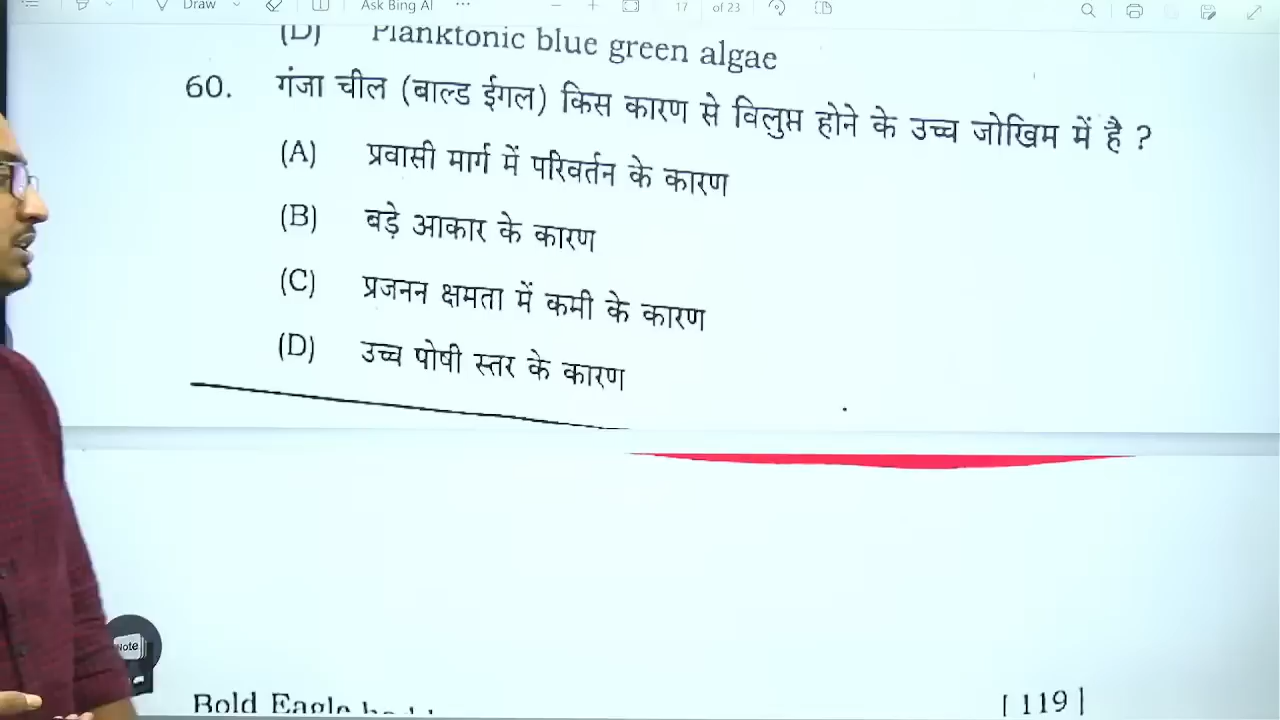 Draw
Ask Bing AI
17 of 23
(D) Planktonic blue green algae
60. गंजा चील (बाल्ड ईगल) किस कारण से विलुप्त होने के उच्च जोखिम में है ?
(A) प्रवासी मार्ग में परिवर्तन के कारण
(B) बड़े आकार के कारण
(C) प्रजनन क्षमता में कमी के कारण
(D) उच्च पोषी स्तर के कारण
Note
Bold Eagle
[ 119 ]